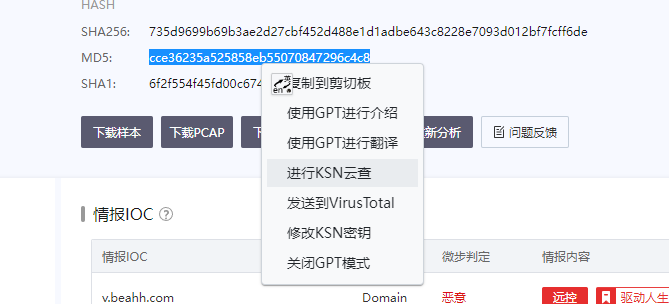 HASH
SHA256: 735d9699b69b3ae2d27cbf452d488e1d1adbe643c8228e7093d012bf7fcff6de
MD5: cce36235a525858eb55070847296c4c8
SHA1: 6f2f554f45fd00c674
复制到剪切板
使用GPT进行介绍
使用GPT进行翻译
进行KSN云查
发送到VirusTotal
修改KSN密钥
关闭GPT模式
下载样本 下载PCAP 新分析 问题反馈
情报IOC
情报IOC 微步判定 情报内容
v.beahh.com Domain 恶意 远控 驱动人生